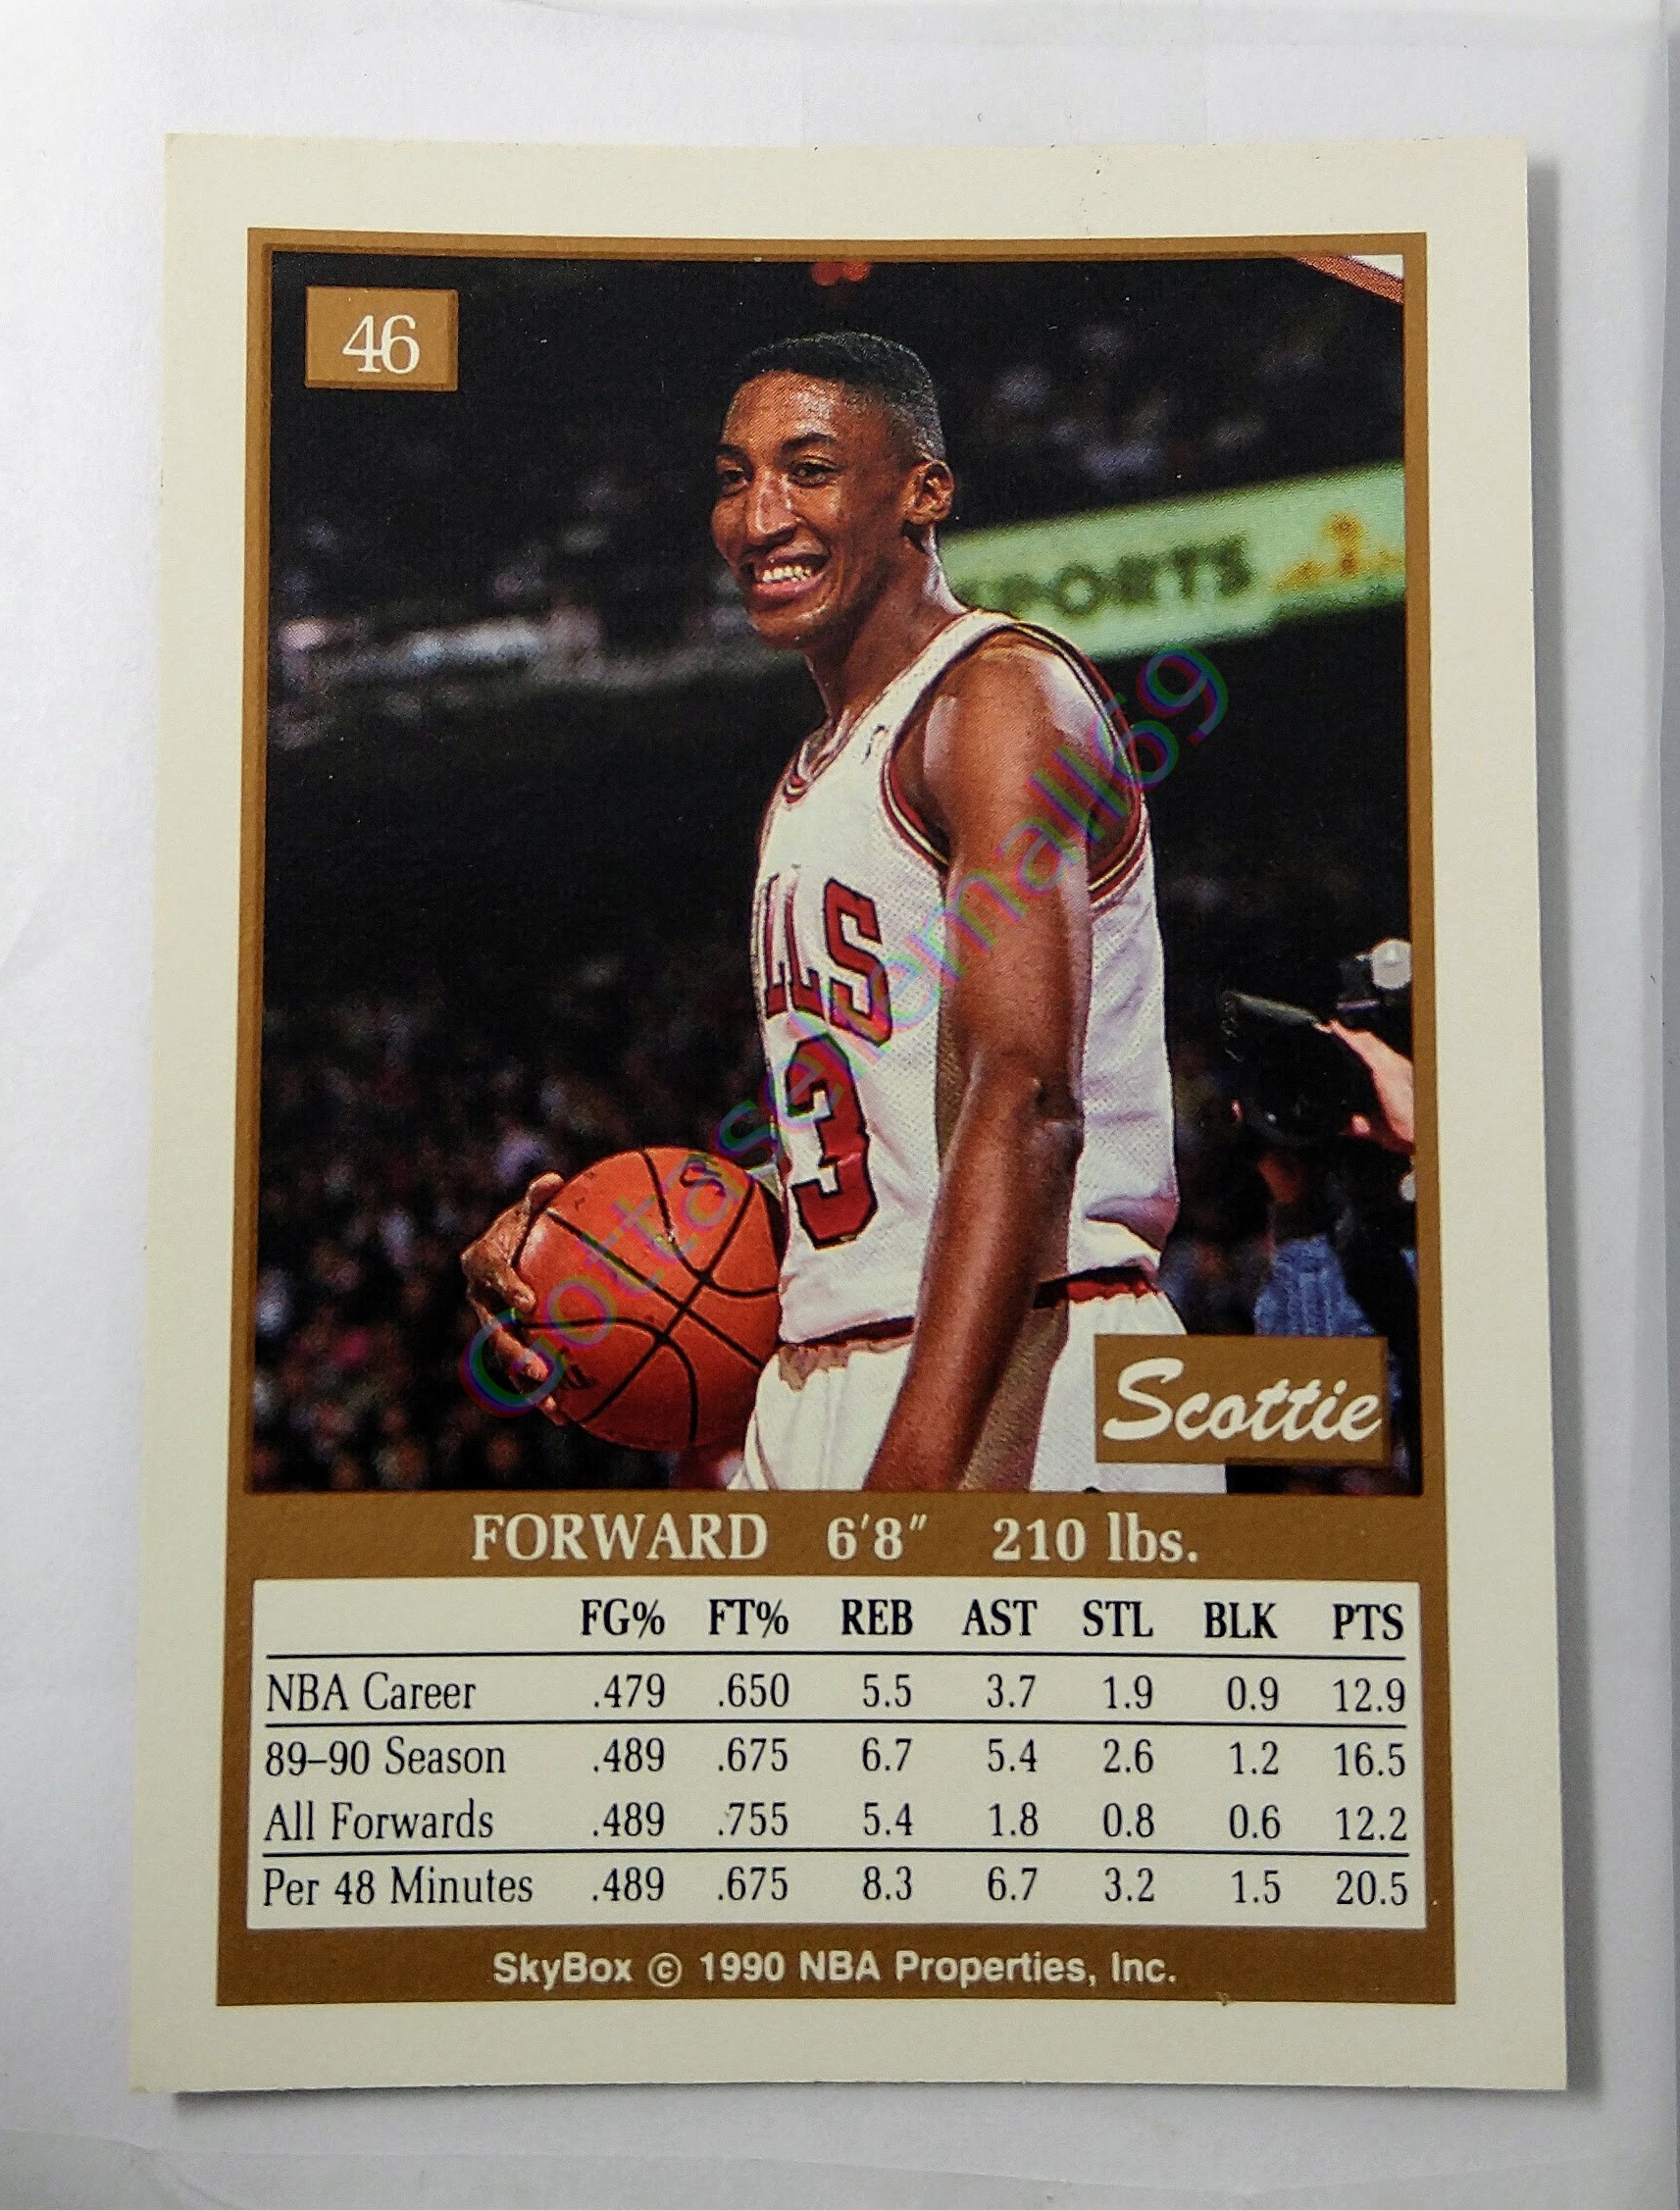 46
SPORTS
LLS
3
Gottasellemall69
Scottie
FORWARD 6'8" 210 lbs.
FG% FT% REB AST STL BLK PTS
NBA Career .479 .650 5.5 3.7 1.9 0.9 12.9
89–90 Season .489 .675 6.7 5.4 2.6 1.2 16.5
All Forwards .489 .755 5.4 1.8 0.8 0.6 12.2
Per 48 Minutes .489 .675 8.3 6.7 3.2 1.5 20.5
SkyBox © 1990 NBA Properties, Inc.